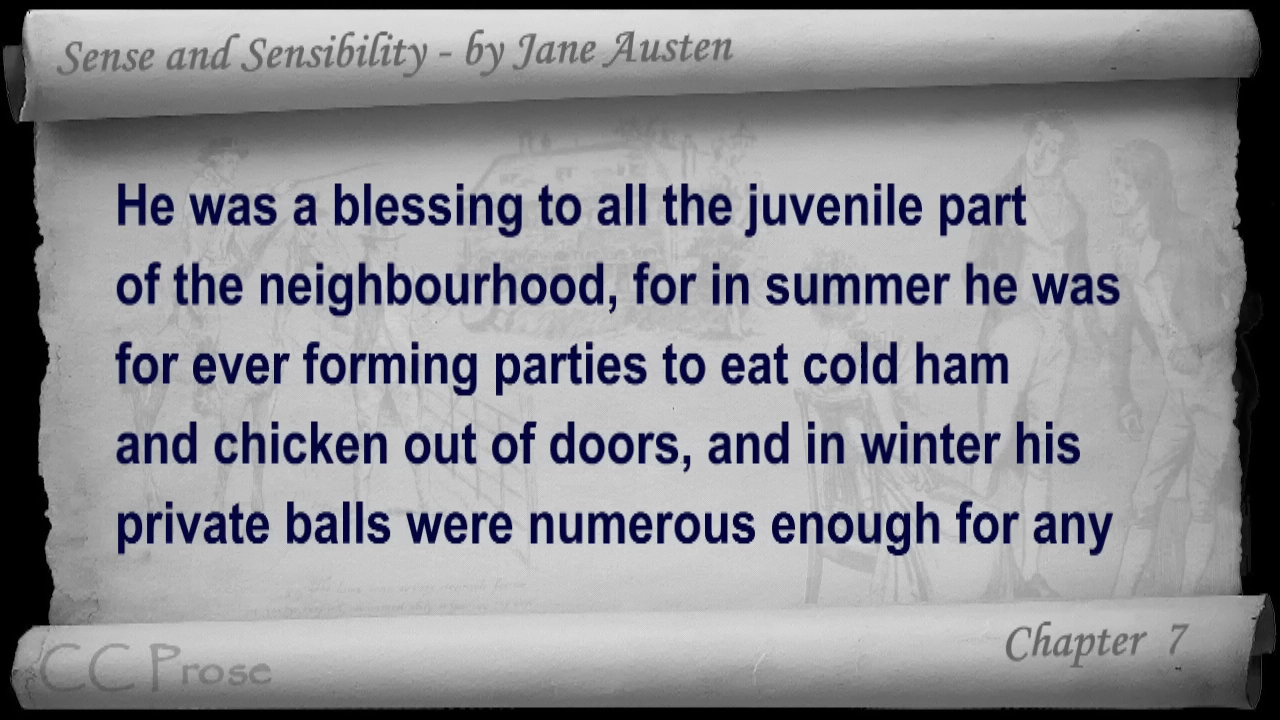 Sense and Sensibility - by Jane Austen
He was a blessing to all the juvenile part
of the neighbourhood, for in summer he was
for ever forming parties to eat cold ham
and chicken out of doors, and in winter his
private balls were numerous enough for any
Chapter 7
CC Prose